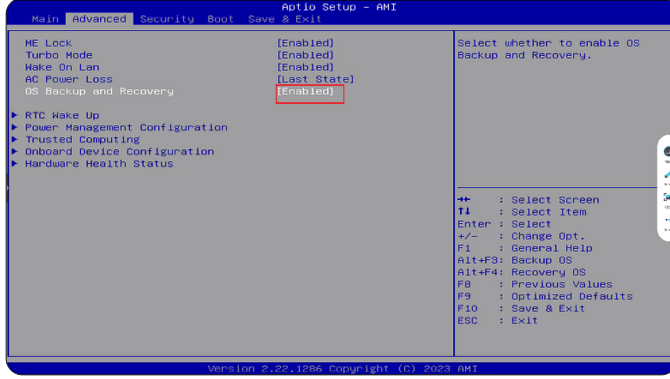 Aptio Setup – AMI
Main Advanced Security Boot Save & Exit
ME Lock [Enabled]
Turbo Mode [Enabled]
Wake On Lan [Enabled]
AC Power Loss [Last State]
OS Backup and Recovery [Enabled]
▶ RTC Wake Up
▶ Power Management Configuration
▶ Trusted Computing
▶ Onboard Device Configuration
▶ Hardware Health Status
Select whether to enable OS
Backup and Recovery.
→← : Select Screen
↑↓ : Select Item
Enter : Select
+/- : Change Opt.
F1 : General Help
Alt+F3: Backup OS
Alt+F4: Recovery OS
F8 : Previous Values
F9 : Optimized Defaults
F10 : Save & Exit
ESC : Exit
Version 2.22.1286 Copyright (C) 2023 AMI